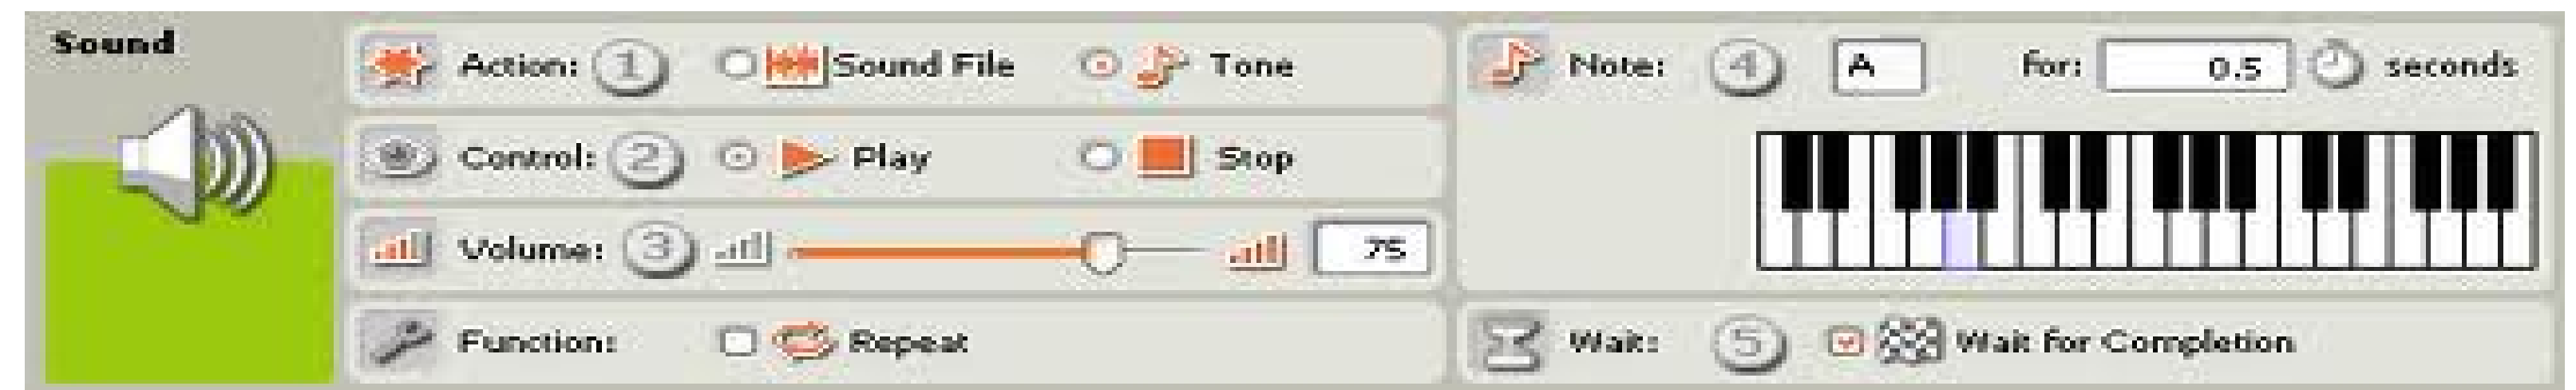 Sound
Action: 1 Sound File Tone
Control: 2 Play Stop
Volume: 3 75
Function: Repeat
Note: 4 A for: 0.5 seconds
Wait: 5 Wait for Completion